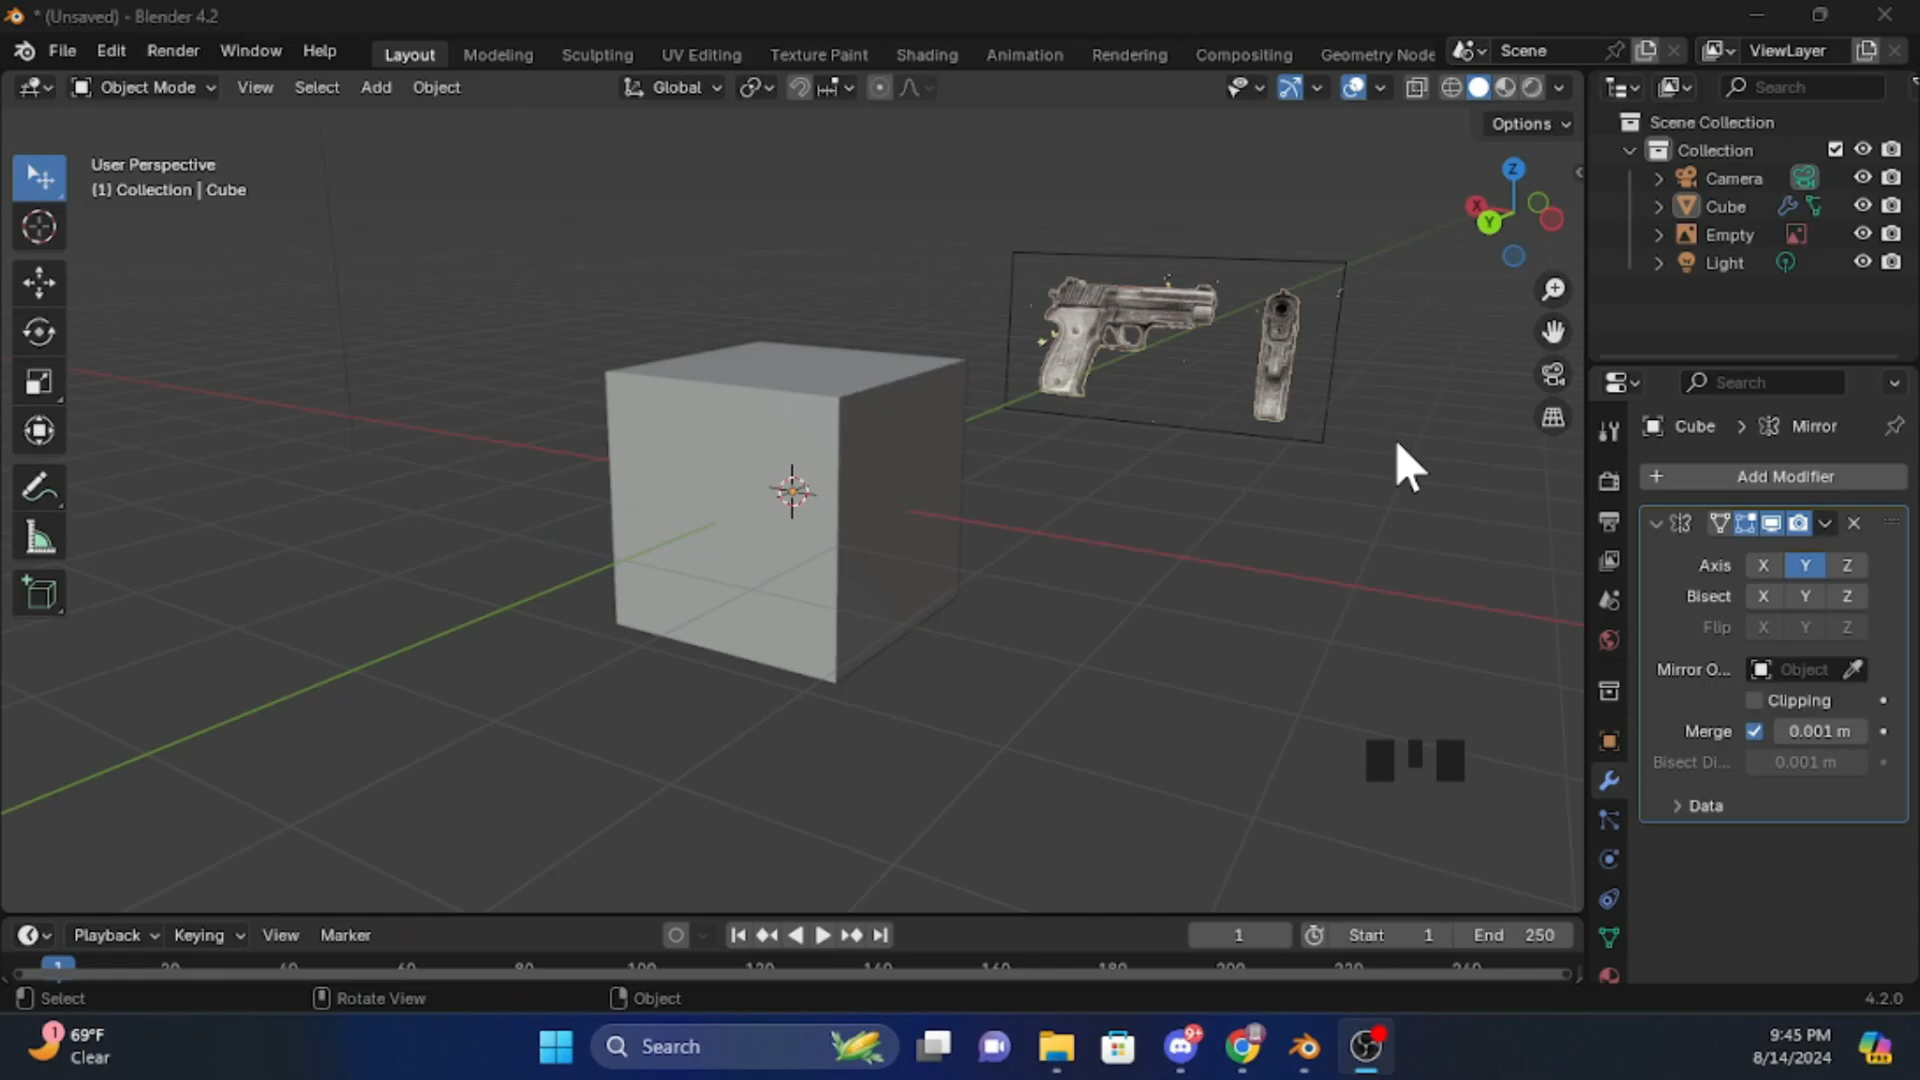 * (Unsaved) - Blender 4.2
File Edit Render Window Help
Layout Modeling Sculpting UV Editing Texture Paint Shading Animation Rendering Compositing Geometry Node
Scene
ViewLayer
Object Mode View Select Add Object
Global
Search
Options
User Perspective
(1) Collection | Cube
Z
X
Y
Scene Collection
Collection
Camera
Cube
Empty
Light
Search
Cube > Mirror
Add Modifier
Axis X Y Z
Bisect X Y Z
Flip X Y Z
Mirror O... Object
Clipping
Merge 0.001 m
Bisect Di... 0.001 m
Data
Playback Keying View Marker
1
Start 1
End 250
1 20 40 60 80 100 120 140 160 180 200 220 240
Select
Rotate View
Object
4.2.0
1
69°F
Clear
Search
9+
9:45 PM
8/14/2024